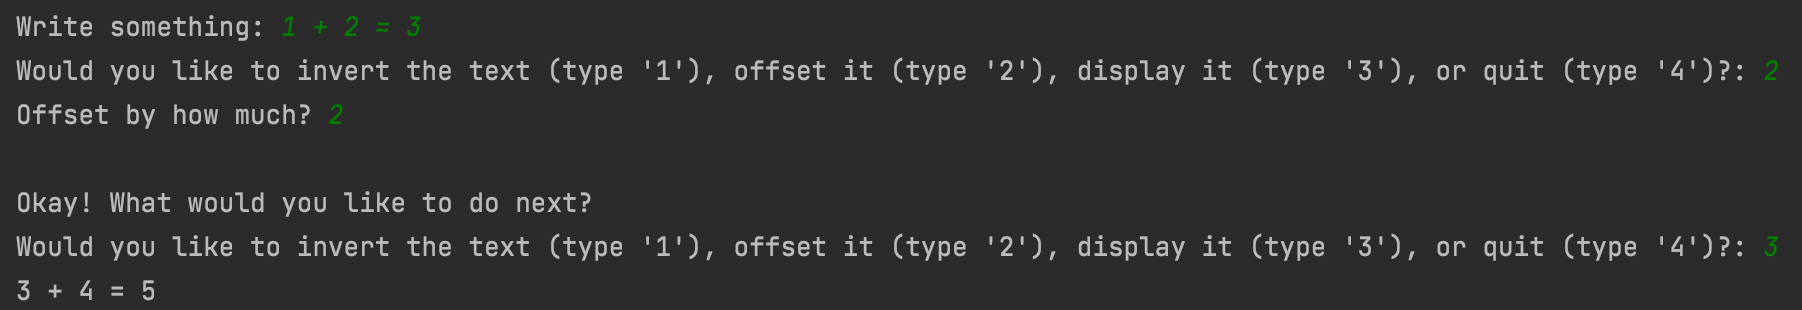 Write something: 1 + 2 = 3
Would you like to invert the text (type '1'), offset it (type '2'), display it (type '3'), or quit (type '4')?: 2
Offset by how much? 2
Okay! What would you like to do next?
Would you like to invert the text (type '1'), offset it (type '2'), display it (type '3'), or quit (type '4')?: 3
3 + 4 = 5